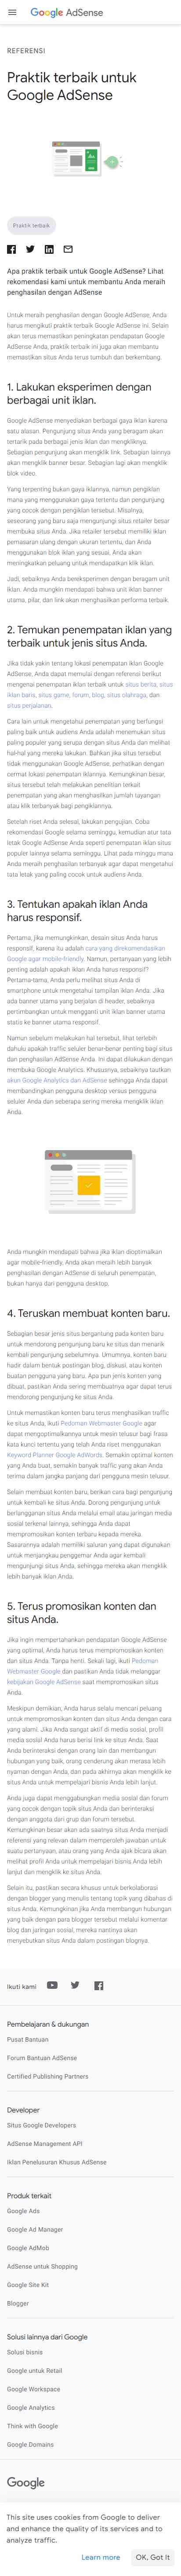 Google AdSense
REFERENSI
Praktik terbaik untuk
Google AdSense
Praktik terbaik
Apa praktik terbaik untuk Google AdSense? Lihat
rekomendasi kami untuk membantu Anda meraih
penghasilan dengan AdSense
Untuk meraih penghasilan dengan Google AdSense, Anda
harus mengikuti praktik terbaik Google AdSense ini. Selain
akan terus memastikan peningkatan pendapatan Google
AdSense Anda, praktik terbaik ini juga akan membantu
memastikan situs Anda terus tumbuh dan berkembang.
1. Lakukan eksperimen dengan
berbagai unit iklan.
Google AdSense menyediakan berbagai gaya iklan karena
satu alasan. Pengunjung situs Anda yang beragam akan
tertarik pada berbagai jenis iklan dan mengkliknya.
Sebagian pengunjung akan mengklik link. Sebagian lainnya
akan mengklik banner besar. Sebagian lagi akan mengklik
blok video.
Yang terpenting bukan gaya iklannya, namun pengiklan
mana yang menggunakan gaya tertentu dan pengunjung
yang cocok dengan pengiklan tersebut. Misalnya,
seseorang yang baru saja mengunjungi situs retailer sepatu
membuka situs Anda. Jika retailer tersebut memiliki iklan
penargetan ulang dengan ukuran tertentu, dan Anda
menggunakan blok iklan yang sesuai, Anda akan
meningkatkan peluang untuk mendapatkan klik iklan.
Jadi, sebaiknya Anda bereksperimen dengan beragam unit
iklan. Anda mungkin mendapati bahwa unit iklan banner
utama, pilar, dan link akan menghasilkan performa terbaik.
2. Temukan penempatan iklan yang
terbaik untuk jenis situs Anda.
Jika tidak yakin tentang lokasi penempatan iklan Google
AdSense, Anda dapat memulai dengan referensi berikut
mengenai penempatan iklan terbaik untuk situs berita, situs
iklan baris, situs game, forum, blog, situs olahraga, dan
situs perjalanan.
Cara lain untuk mengetahui penempatan yang berfungsi
paling baik untuk audiens Anda adalah menemukan situs
paling populer yang serupa dengan situs Anda dan melihat
cara mereka menempatkan iklan. Bahkan jika situs tersebut tidak
menggunakan Google AdSense, perhatikan dengan
cermat lokasi penempatan iklannya. Kemungkinan besar,
situs tersebut telah melakukan penelitian terkait
penempatan yang akan menghasilkan jumlah tayangan
atau klik terbanyak bagi pengiklannya.
Setelah riset Anda selesai, lakukan pengujian. Coba
rekomendasi Google selama seminggu, kemudian atur tata
letak Google AdSense Anda seperti penempatan iklan situs
populer lainnya selama seminggu. Lihat pada minggu mana
Anda meraih penghasilan terbanyak agar dapat mengetahui
tata letak yang paling cocok untuk audiens Anda.
3. Tentukan apakah iklan Anda
harus responsif.
Pertama, jika memungkinkan, desain situs Anda harus
responsif, karena itu adalah cara yang direkomendasikan
Google agar mobile-friendly. Namun, pertanyaan yang lebih
penting adalah apakah iklan Anda harus responsif?
Pertama-tama, Anda perlu melihat situs Anda di
smartphone untuk mengetahui tampilan iklan Anda. Jika
ada banner utama yang berjejalan di header, sebaiknya
pertimbangkan untuk mengganti unit iklan lain dari banner
utama ke banner utama responsif.
Namun sebelum melakukan hal tersebut, lihat terlebih
dahulu apakah traffic seluler benar-benar penting bagi situs
dan penghasilan AdSense Anda. Ini dapat dilakukan dengan
membuka Google Analytics. Khususnya, sebaiknya tautkan
akun Google Analytics dan AdSense sehingga Anda dapat
membandingkan pengguna desktop versus pengguna
seluler Anda dan seberapa sering mereka mengklik iklan
Anda.
Anda mungkin mendapati bahwa jika iklan dioptimalkan
agar mobile-friendly, Anda akan meraih lebih banyak
penghasilan dengan AdSense di seluruh penempatan,
bukan hanya dari pengguna desktop.
4. Teruskan membuat konten baru.
Sebagian besar jenis situs bergantung pada konten baru
untuk mendorong pengunjung baru ke situs dan menarik
kembali pengunjung sebelumnya. Umumnya, konten baru
hadir dalam bentuk postingan blog, diskusi, atau konten
buatan pengguna lainnya. Apa pun jenis konten yang
dibuat, pastikan Anda sering membuatnya agar dapat terus
mendorong pengunjung ke situs Anda.
Untuk memastikan konten baru terus menghasilkan traffic
ke situs Anda, ikuti Pedoman Webmaster Google agar
dapat mengoptimalkannya untuk mesin telusur bagi frasa
kata kunci tertentu yang telah Anda riset menggunakan
Keyword Planner Google AdWords. Semakin optimal konten
yang Anda buat, semakin banyak traffic yang akan Anda
terima dalam jangka panjang dari pengguna mesin telusur.
Selain membuat konten baru, berikan cara bagi pengunjung
untuk kembali ke situs Anda. Dorong pengunjung untuk
berlangganan situs Anda melalui email atau jaringan media
sosial terkenal lainnya, sehingga Anda dapat
mempromosikan konten terbaru kepada mereka.
Sasarannya adalah memiliki saluran yang dapat digunakan
untuk menjangkau penggemar Anda agar kembali
mengunjungi situs Anda, sehingga mereka akan mengklik
lebih banyak iklan Anda.
5. Terus promosikan konten dan
situs Anda.
Jika ingin mempertahankan pendapatan Google AdSense
yang optimal, Anda harus terus mempromosikan konten
dan situs Anda. Tanpa henti. Sekali lagi, ikuti Pedoman
Webmaster Google dan pastikan Anda tidak melanggar
kebijakan Google AdSense saat mempromosikan situs
Anda.
Meskipun demikian, Anda harus selalu mencari peluang
untuk mempromosikan konten dan situs Anda dengan cara
yang alami. Jika Anda sangat aktif di media sosial, profil
media sosial Anda harus berisi link ke situs Anda. Saat
Anda berinteraksi dengan orang lain dan membangun
hubungan yang baik, orang cenderung akan merasa lebih
nyaman dengan Anda, dan pada akhirnya akan mengklik ke
situs Anda untuk mempelajari bisnis Anda lebih lanjut.
Anda juga dapat menggabungkan media sosial dan forum
yang cocok dengan topik situs Anda dan berinteraksi
dengan anggota dari grup dan forum tersebut.
Kemungkinan besar akan ada saatnya situs Anda menjadi
referensi yang relevan dalam memperoleh jawaban untuk
suatu pertanyaan, atau orang yang Anda ajak bicara akan
melihat profil Anda untuk mempelajari bisnis Anda lebih
lanjut dan mengklik ke situs Anda.
Selain itu, pastikan secara khusus untuk berkolaborasi
dengan blogger yang menulis tentang topik yang dibahas di
situs Anda. Kemungkinan jika Anda membangun hubungan
yang baik dengan para blogger tersebut melalui komentar
blog dan jaringan sosial, mereka nantinya akan
menyebutkan situs Anda dalam postingan blognya.
Ikuti kami
Pembelajaran & dukungan
Pusat Bantuan
Forum Bantuan AdSense
Certified Publishing Partners
Developer
Situs Google Developers
AdSense Management API
Iklan Penelusuran Khusus AdSense
Produk terkait
Google Ads
Google Ad Manager
Google AdMob
AdSense untuk Shopping
Google Site Kit
Blogger
Solusi lainnya dari Google
Solusi bisnis
Google untuk Retail
Google Workspace
Google Analytics
Think with Google
Google Domains
Google
This site uses cookies from Google to deliver
and enhance the quality of its services and to
analyze traffic.
Learn more OK, Got It